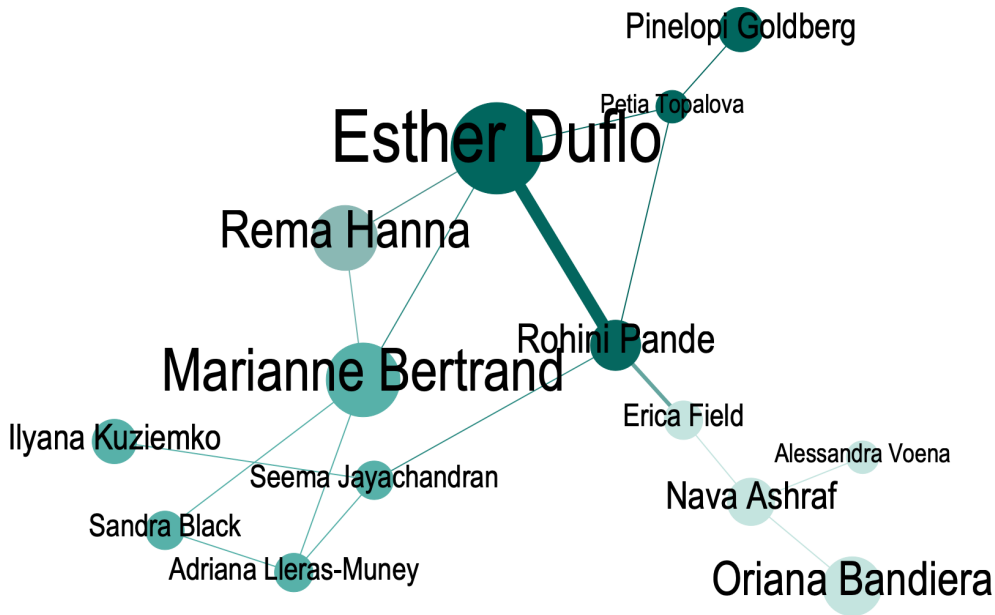 Pinelopi Goldberg
Petia Topalova
Esther Duflo
Rema Hanna
Rohini Pande
Marianne Bertrand
Erica Field
Ilyana Kuziemko
Alessandra Voena
Seema Jayachandran
Nava Ashraf
Sandra Black
Adriana Lleras-Muney
Oriana Bandiera